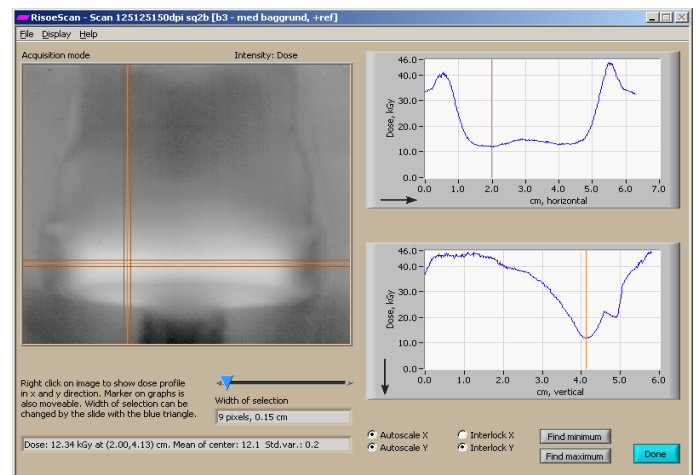 RisoeScan - Scan 125125150dpi sq2b [b3 - med baggrund, +ref]
File Display Help
Acquisition mode
Intensity: Dose
46.0
40.0
30.0
20.0
10.0
0.0
Dose, kGy
0.0 1.0 2.0 3.0 4.0 5.0 6.0 7.0
cm, horizontal
46.0
40.0
30.0
20.0
10.0
0.0
Dose, kGy
0.0 1.0 2.0 3.0 4.0 5.0 6.0
cm, vertical
Right click on image to show dose profile
in x and y direction. Marker on graphs is
also moveable. Width of selection can be
changed by the slide with the blue triangle.
Width of selection
9 pixels, 0.15 cm
Dose: 12.34 kGy at (2.00,4.13) cm. Mean of center: 12.1 Std.var.: 0.2
Autoscale X
Autoscale Y
Interlock X
Interlock Y
Find minimum
Find maximum
Done